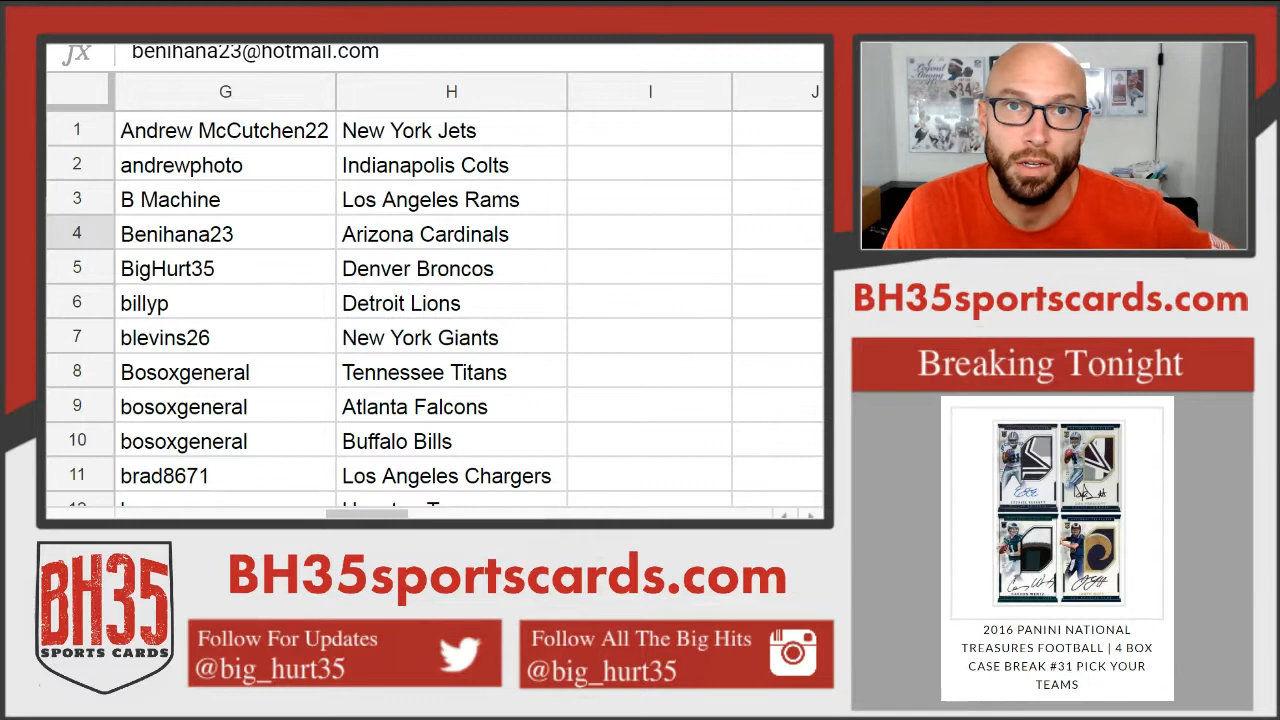 fx benihana23@hotmail.com
G H I J
1 Andrew McCutchen22 New York Jets
2 andrewphoto Indianapolis Colts
3 B Machine Los Angeles Rams
4 Benihana23 Arizona Cardinals
5 BigHurt35 Denver Broncos
6 billyp Detroit Lions
7 blevins26 New York Giants
8 Bosoxgeneral Tennessee Titans
9 bosoxgeneral Atlanta Falcons
10 bosoxgeneral Buffalo Bills
11 brad8671 Los Angeles Chargers
BH35sportscards.com
Breaking Tonight
2016 PANINI NATIONAL
TREASURES FOOTBALL | 4 BOX
CASE BREAK #31 PICK YOUR
TEAMS
BH35
SPORTS CARDS
BH35sportscards.com
Follow For Updates
@big_hurt35
Follow All The Big Hits
@big_hurt35